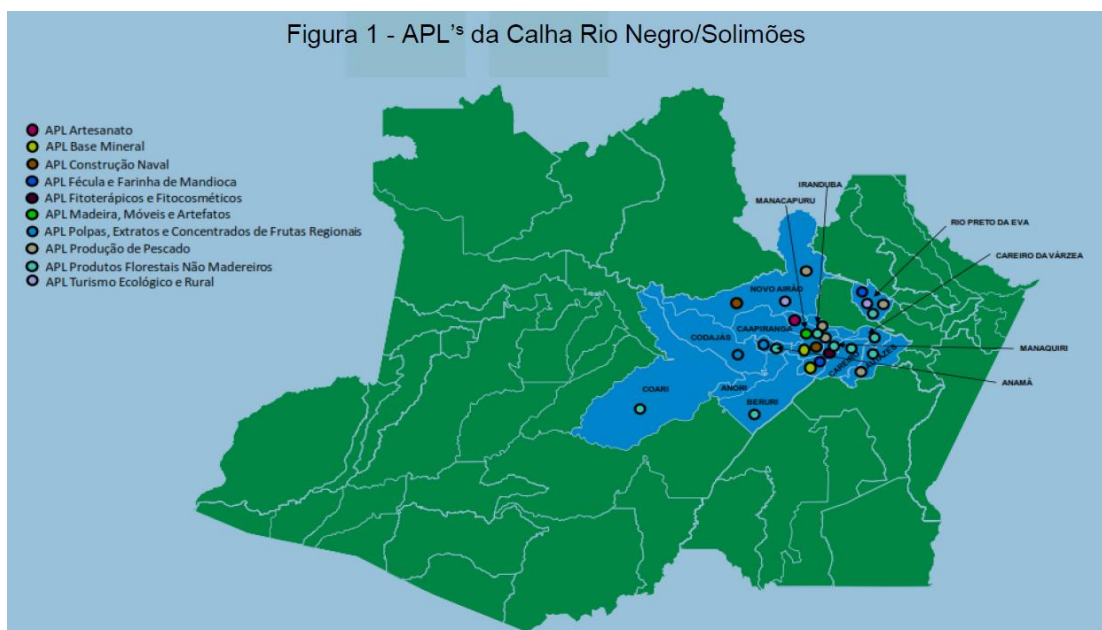 Figura 1 - APL's da Calha Rio Negro/Solimões
APL Artesanato
APL Base Mineral
APL Construção Naval
APL Fécula e Farinha de Mandioca
APL Fitoterápicos e Fitocosméticos
APL Madeira, Móveis e Artefatos
APL Polpas, Extratos e Concentrados de Frutas Regionais
APL Produção de Pescado
APL Produtos Florestais Não Madereiros
APL Turismo Ecológico e Rural
IRANDUBA
MANACAPURU
RIO PRETO DA EVA
CAREIRO DA VÁRZEA
NOVO AIRÃO
CAAPIRANGA
CODAJÁS
MANAQUIRI
CAREIRO
AUTAZES
ANAMÃ
COARI
ANORI
BERURI